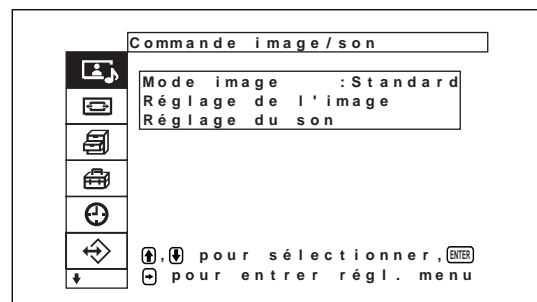 Commande image/son
Mode image :Standard
Réglage de l'image
Réglage du son
, pour sélectionner, ENTER
pour entrer régl. menu